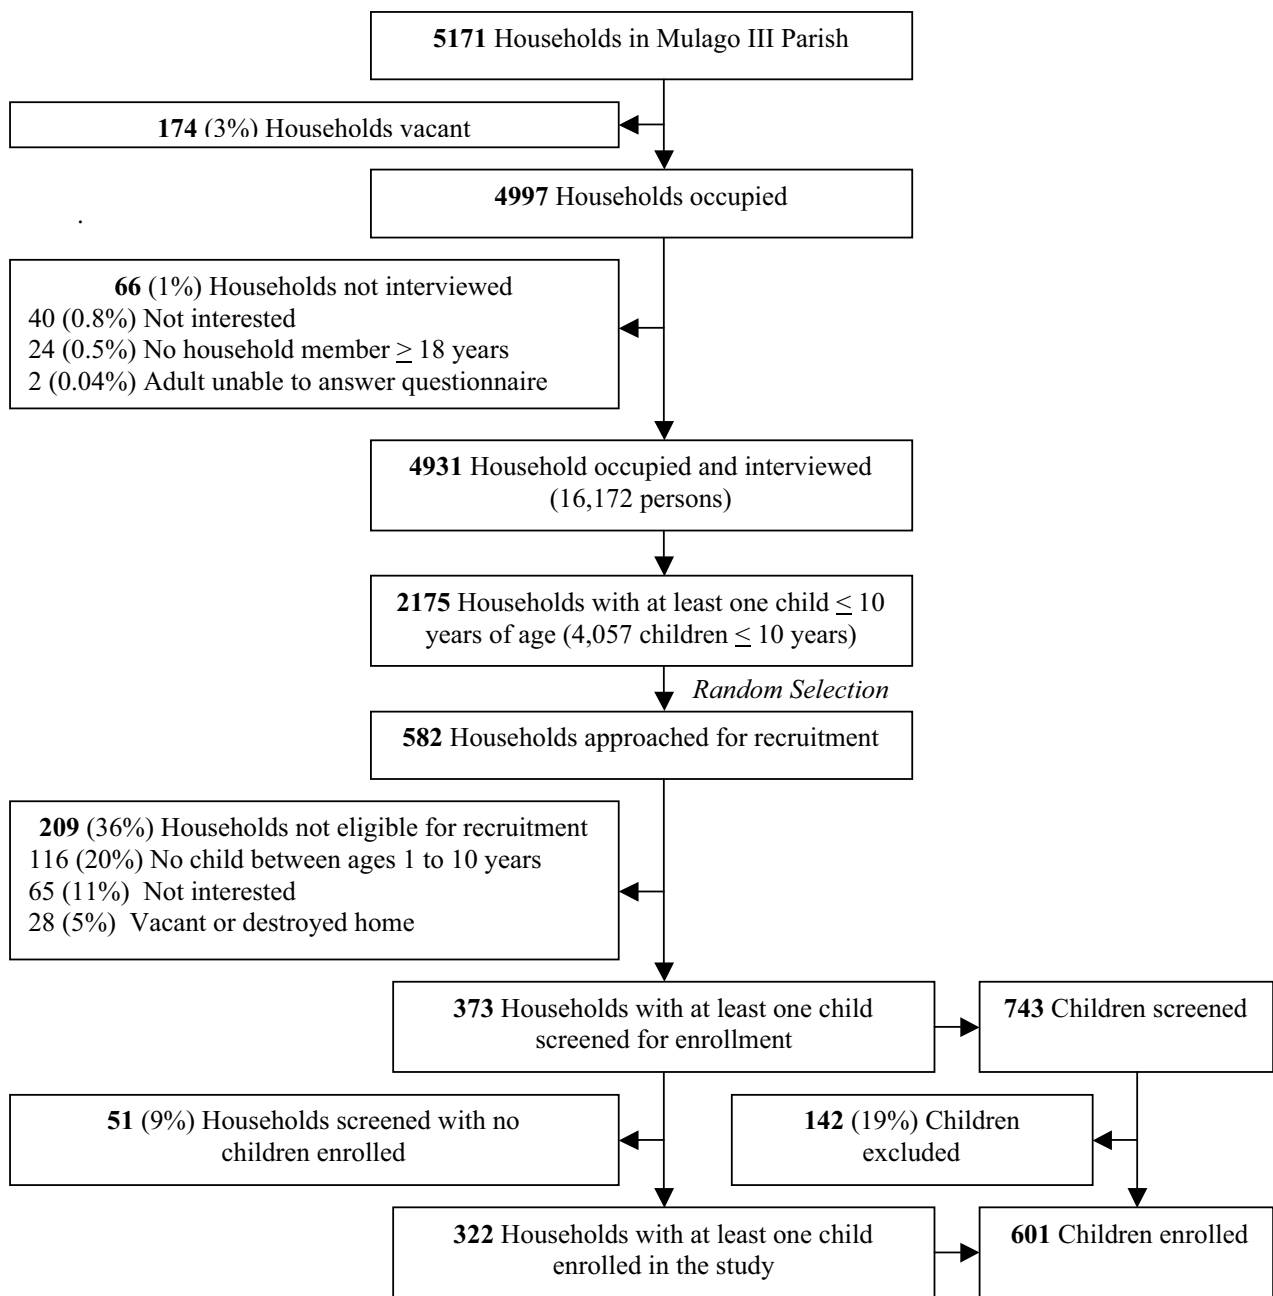 5171 Households in Mulago III Parish
174 (3%) Households vacant
4997 Households occupied
.
66 (1%) Households not interviewed
40 (0.8%) Not interested
24 (0.5%) No household member ≥ 18 years
2 (0.04%) Adult unable to answer questionnaire
4931 Household occupied and interviewed
(16,172 persons)
2175 Households with at least one child ≤ 10
years of age (4,057 children ≤ 10 years)
Random Selection
582 Households approached for recruitment
209 (36%) Households not eligible for recruitment
116 (20%) No child between ages 1 to 10 years
65 (11%) Not interested
28 (5%) Vacant or destroyed home
373 Households with at least one child
screened for enrollment
743 Children screened
51 (9%) Households screened with no
children enrolled
142 (19%) Children
excluded
322 Households with at least one child
enrolled in the study
601 Children enrolled